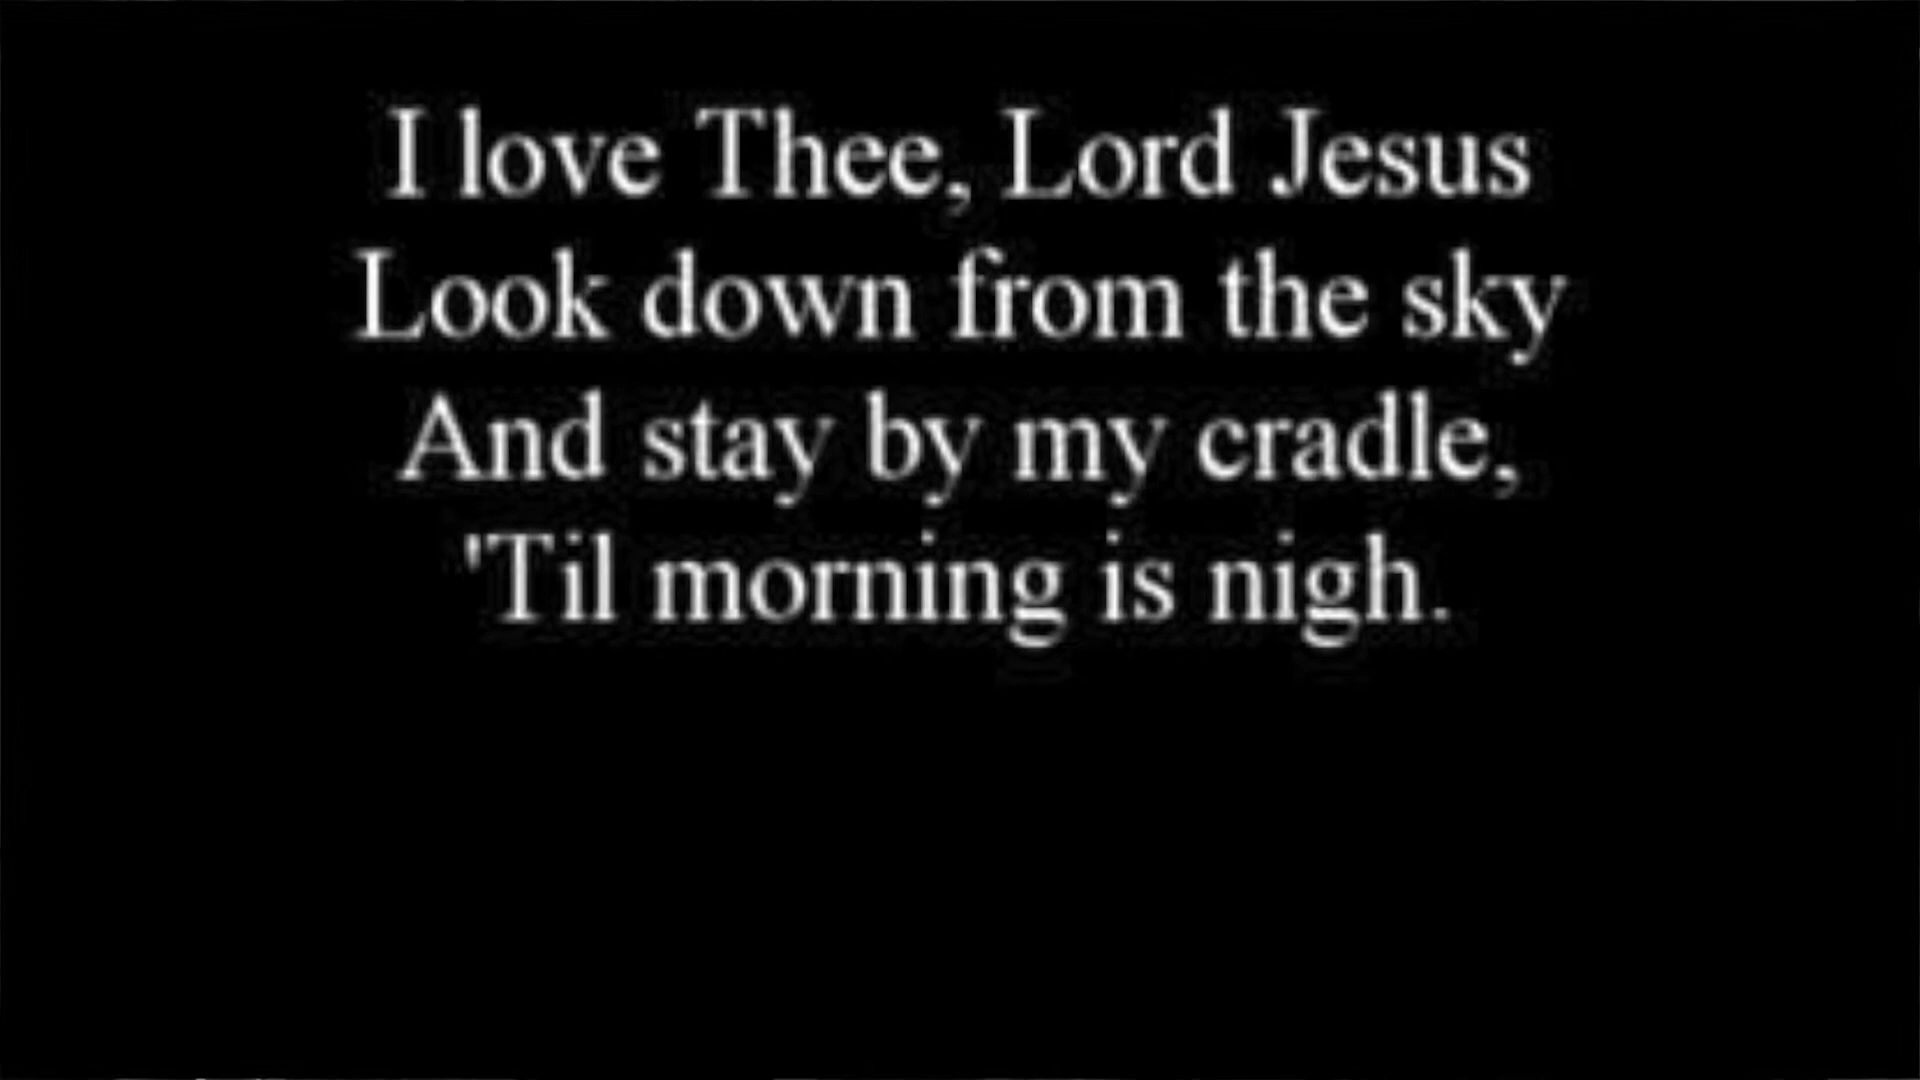 I love Thee, Lord Jesus
Look down from the sky
And stay by my cradle,
'Til morning is nigh.